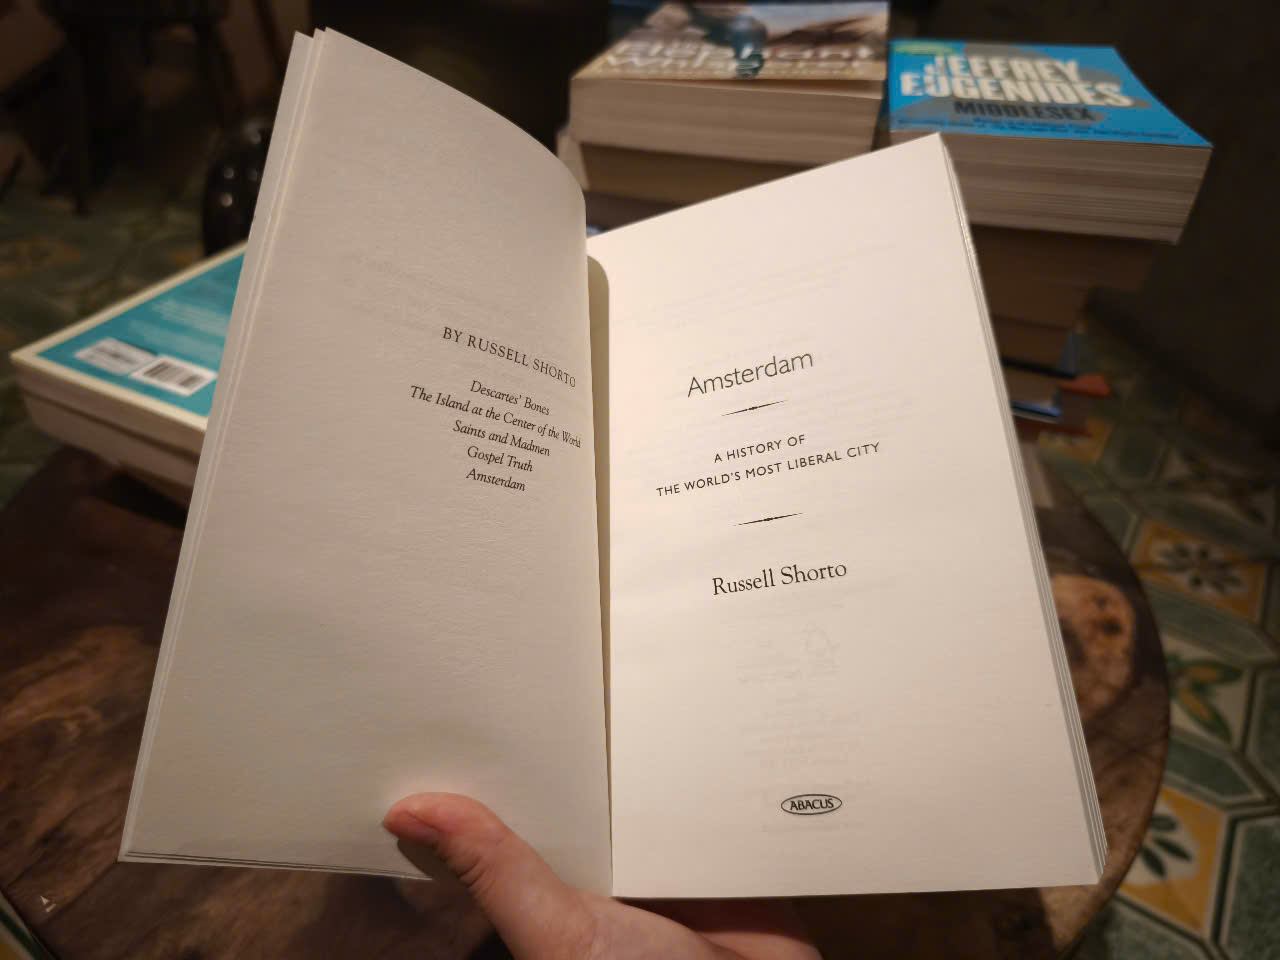 JEFFREY
EUGENIDES
MIDDLESEX
BY RUSSELL SHORTO
Descartes' Bones
The Island at the Center of the World
Saints and Madmen
Gospel Truth
Amsterdam
Amsterdam
A HISTORY OF
THE WORLD'S MOST LIBERAL CITY
Russell Shorto
ABACUS